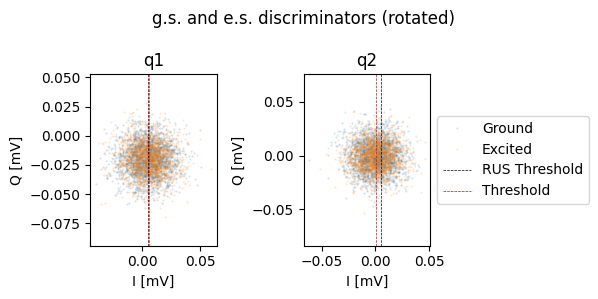 g.s. and e.s. discriminators (rotated)
q1
Q [mV]
0.050
0.025
0.000
−0.025
−0.050
−0.075
0.00
0.05
I [mV]
q2
Q [mV]
0.05
0.00
−0.05
−0.05
0.00
0.05
I [mV]
Ground
Excited
RUS Threshold
Threshold